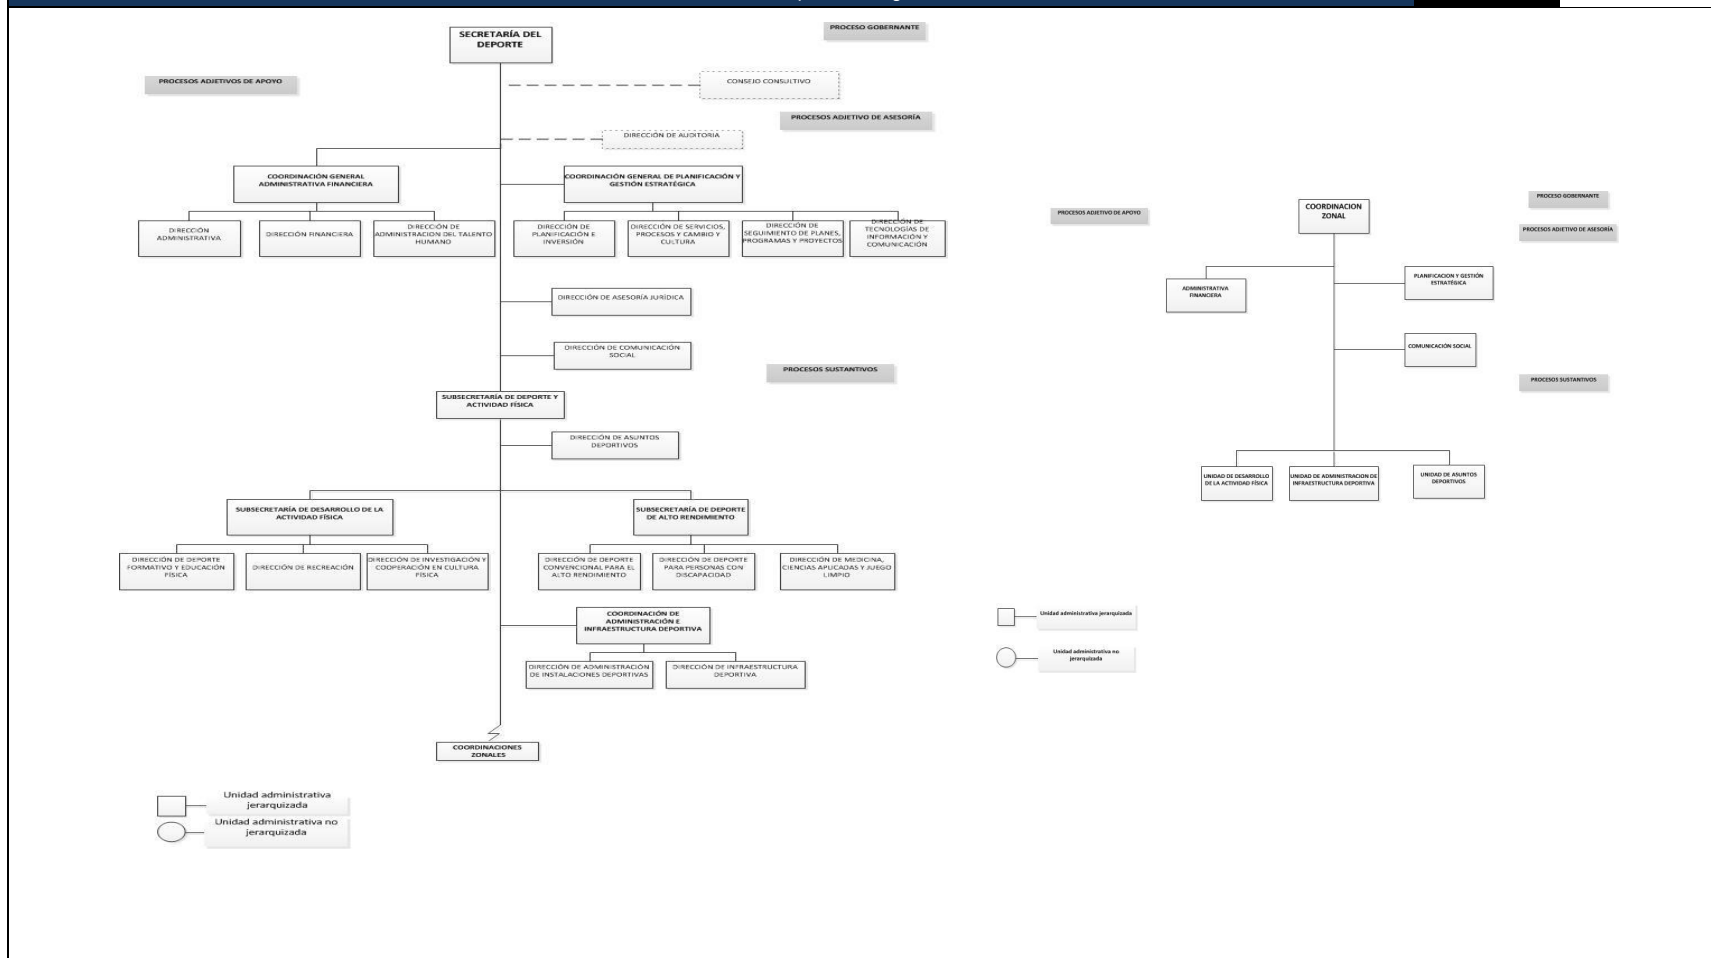 SECRETARÍA DEL
DEPORTE
PROCESO GOBERNANTE
PROCESOS ADJETIVOS DE APOYO
CONSEJO CONSULTIVO
PROCESOS ADJETIVO DE ASESORÍA
DIRECCIÓN DE AUDITORIA
COORDINACIÓN GENERAL
ADMINISTRATIVA FINANCIERA
COORDINACIÓN GENERAL DE PLANIFICACIÓN Y
GESTIÓN ESTRATÉGICA
DIRECCIÓN
ADMINISTRATIVA
DIRECCIÓN FINANCIERA
DIRECCIÓN DE
ADMINISTRACION DEL TALENTO
HUMANO
DIRECCIÓN DE
PLANIFICACIÓN E
INVERSIÓN
DIRECCIÓN DE SERVICIOS,
PROCESOS Y CAMBIO Y
CULTURA
DIRECCIÓN DE
SEGUIMIENTO DE PLANES,
PROGRAMAS Y PROYECTOS
DIRECCIÓN DE
TECNOLOGÍAS DE
INFORMACIÓN Y
COMUNICACIÓN
DIRECCIÓN DE ASESORÍA JURÍDICA
DIRECCIÓN DE COMUNICACIÓN
SOCIAL
PROCESOS SUSTANTIVOS
SUBSECRETARÍA DE DEPORTE Y
ACTIVIDAD FÍSICA
DIRECCIÓN DE ASUNTOS
DEPORTIVOS
SUBSECRETARÍA DE DESARROLLO DE LA
ACTIVIDAD FÍSICA
SUBSECRETARÍA DE DEPORTE
DE ALTO RENDIMIENTO
DIRECCIÓN DE DEPORTE
FORMATIVO Y EDUCACIÓN
FÍSICA
DIRECCIÓN DE RECREACIÓN
DIRECCIÓN DE INVESTIGACIÓN Y
COOPERACIÓN EN CULTURA
FÍSICA
DIRECCIÓN DE DEPORTE
CONVENCIONAL PARA EL
ALTO RENDIMIENTO
DIRECCIÓN DE DEPORTE
PARA PERSONAS CON
DISCAPACIDAD
DIRECCIÓN DE MEDICINA,
CIENCIAS APLICADAS Y JUEGO
LIMPIO
COORDINACIÓN DE
ADMINISTRACIÓN E
INFRAESTRUCTURA DEPORTIVA
DIRECCIÓN DE ADMINISTRACIÓN
DE INSTALACIONES DEPORTIVAS
DIRECCIÓN DE INFRAESTRUCTURA
DEPORTIVA
COORDINACIONES
ZONALES
Unidad administrativa
jerarquizada
Unidad administrativa no
jerarquizada
PROCESO GOBERNANTE
COORDINACION
ZONAL
PROCESOS ADJETIVO DE APOYO
PROCESOS ADJETIVO DE ASESORÍA
PLANIFICACION Y GESTIÓN
ESTRATÉGICA
ADMINISTRATIVA
FINANCIERA
COMUNICACIÓN SOCIAL
PROCESOS SUSTANTIVOS
UNIDAD DE DESARROLLO
DE LA ACTIVIDAD FÍSICA
UNIDAD DE ADMINISTRACION DE
INFRAESTRUCTURA DEPORTIVA
UNIDAD DE ASUNTOS
DEPORTIVOS
Unidad administrativa jerarquizada
Unidad administrativa no
jerarquizada